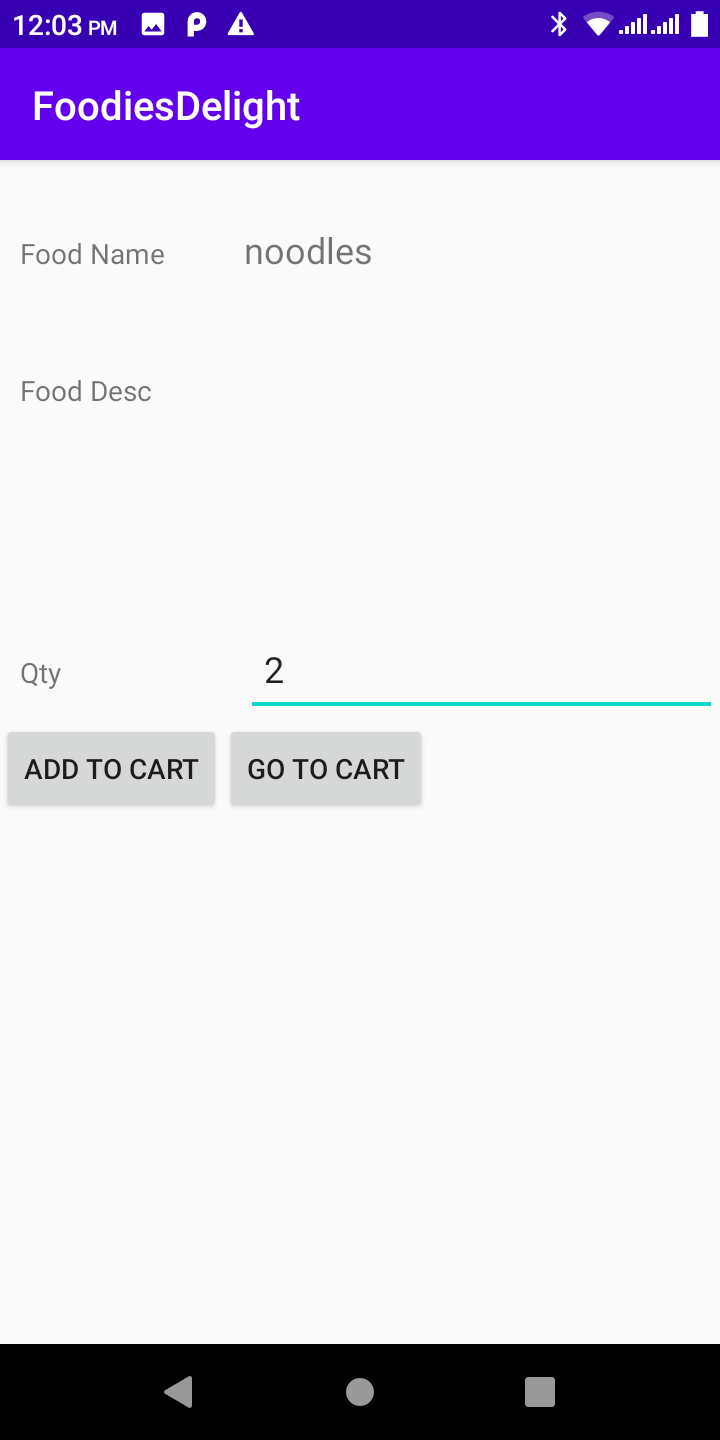 12:03 PM
FoodiesDelight
Food Name noodles
Food Desc
Qty 2
ADD TO CART GO TO CART